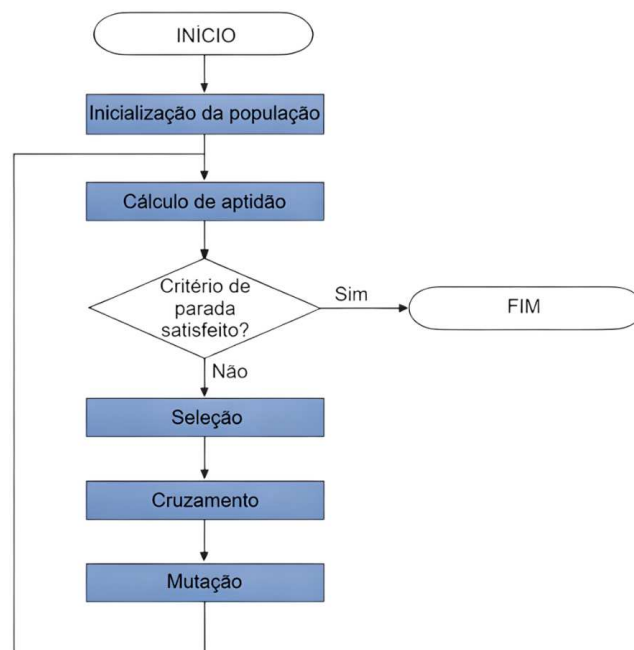 INÍCIO
Inicialização da população
Cálculo de aptidão
Critério de
parada
satisfeito?
Sim
FIM
Não
Seleção
Cruzamento
Mutação